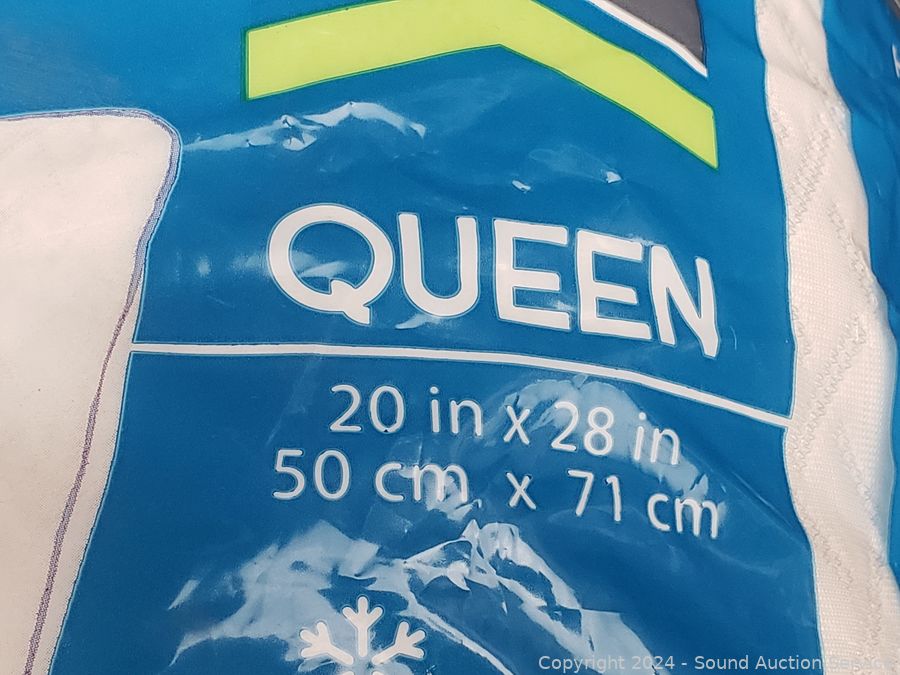 QUEEN
20 in x 28 in
50 cm x 71 cm
Copyright 2024 - Sound Auction Service